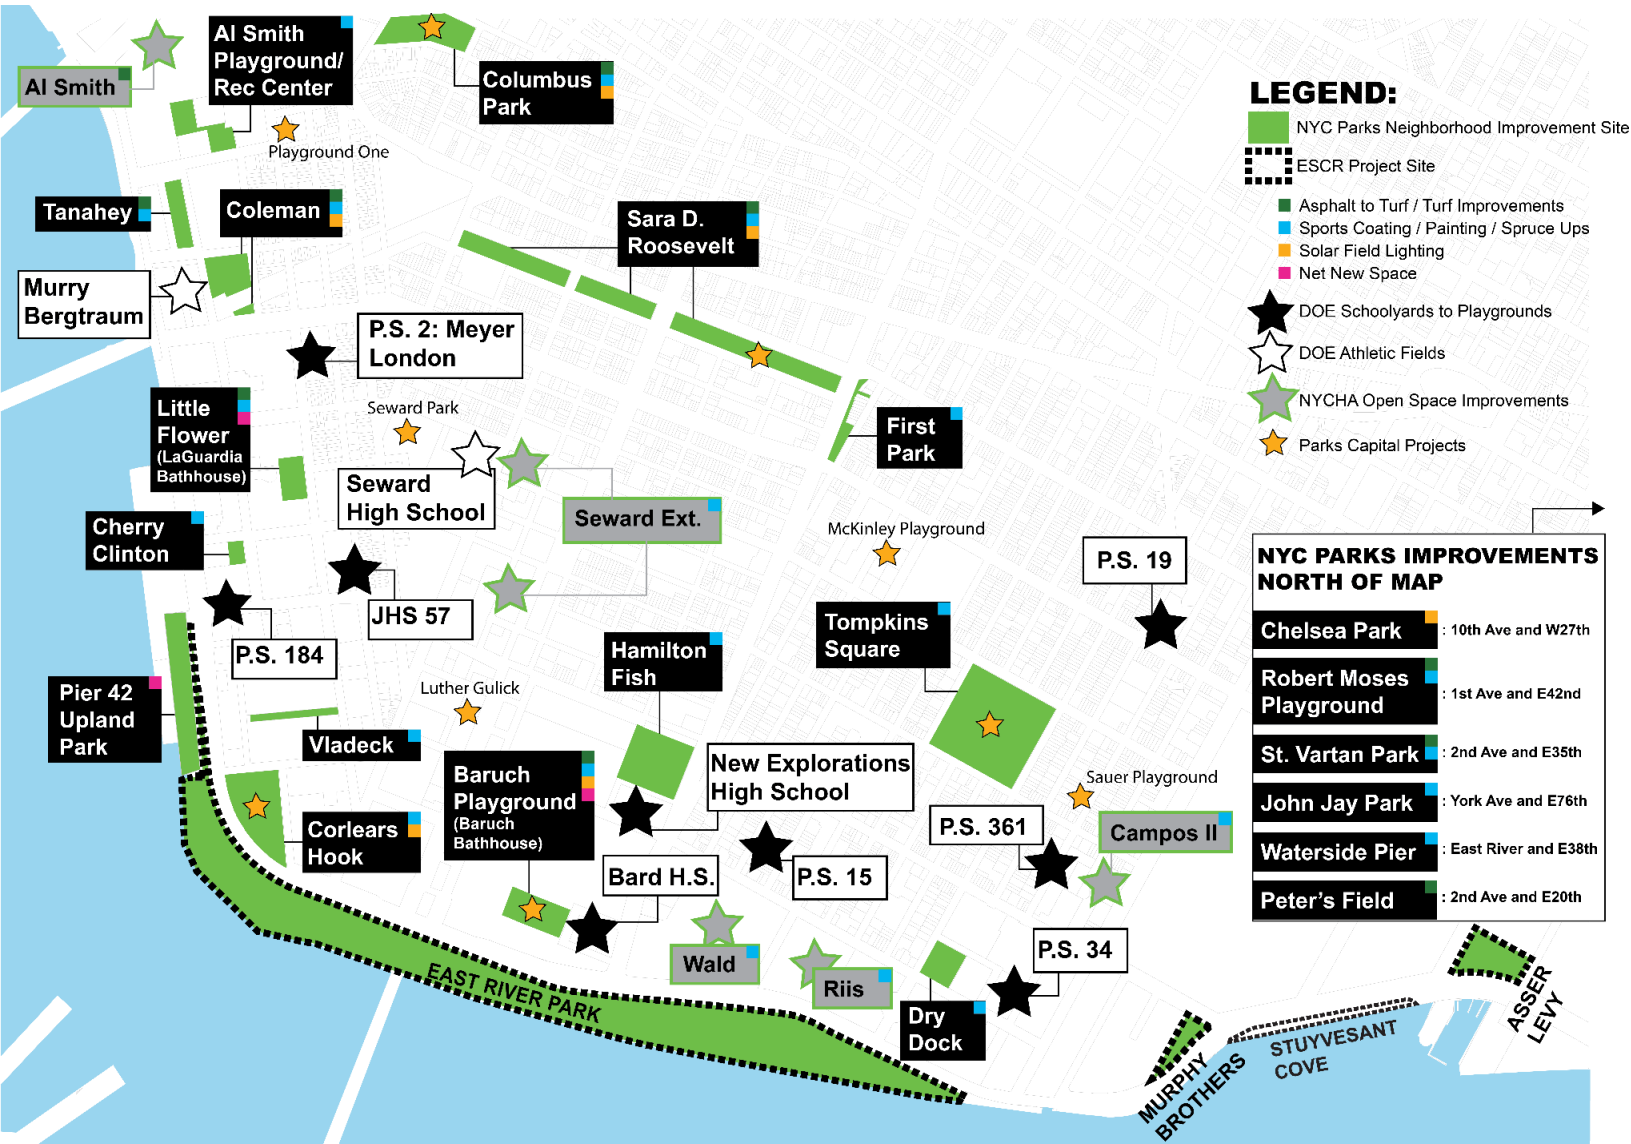 Al Smith
Al Smith
Playground/
Rec Center
Columbus
Park
Playground One
Tanahey
Coleman
Murry
Bergtraum
Sara D.
Roosevelt
P.S. 2: Meyer
London
Little
Flower
(LaGuardia
Bathhouse)
Seward Park
First
Park
Seward
High School
Seward Ext.
Cherry
Clinton
McKinley Playground
P.S. 19
JHS 57
P.S. 184
Hamilton
Fish
Tompkins
Square
Pier 42
Upland
Park
Luther Gulick
Vladeck
Baruch
Playground
(Baruch
Bathhouse)
New Explorations
High School
Sauer Playground
Corlears
Hook
P.S. 361
Campos II
Bard H.S.
P.S. 15
Wald
Riis
P.S. 34
Dry
Dock
EAST RIVER PARK
MURPHY
BROTHERS
STUYVESANT
COVE
ASSER
LEVY
LEGEND:
NYC Parks Neighborhood Improvement Site
ESCR Project Site
Asphalt to Turf / Turf Improvements
Sports Coating / Painting / Spruce Ups
Solar Field Lighting
Net New Space
DOE Schoolyards to Playgrounds
DOE Athletic Fields
NYCHA Open Space Improvements
Parks Capital Projects
NYC PARKS IMPROVEMENTS
NORTH OF MAP
Chelsea Park : 10th Ave and W27th
Robert Moses
Playground : 1st Ave and E42nd
St. Vartan Park : 2nd Ave and E35th
John Jay Park : York Ave and E76th
Waterside Pier : East River and E38th
Peter's Field : 2nd Ave and E20th